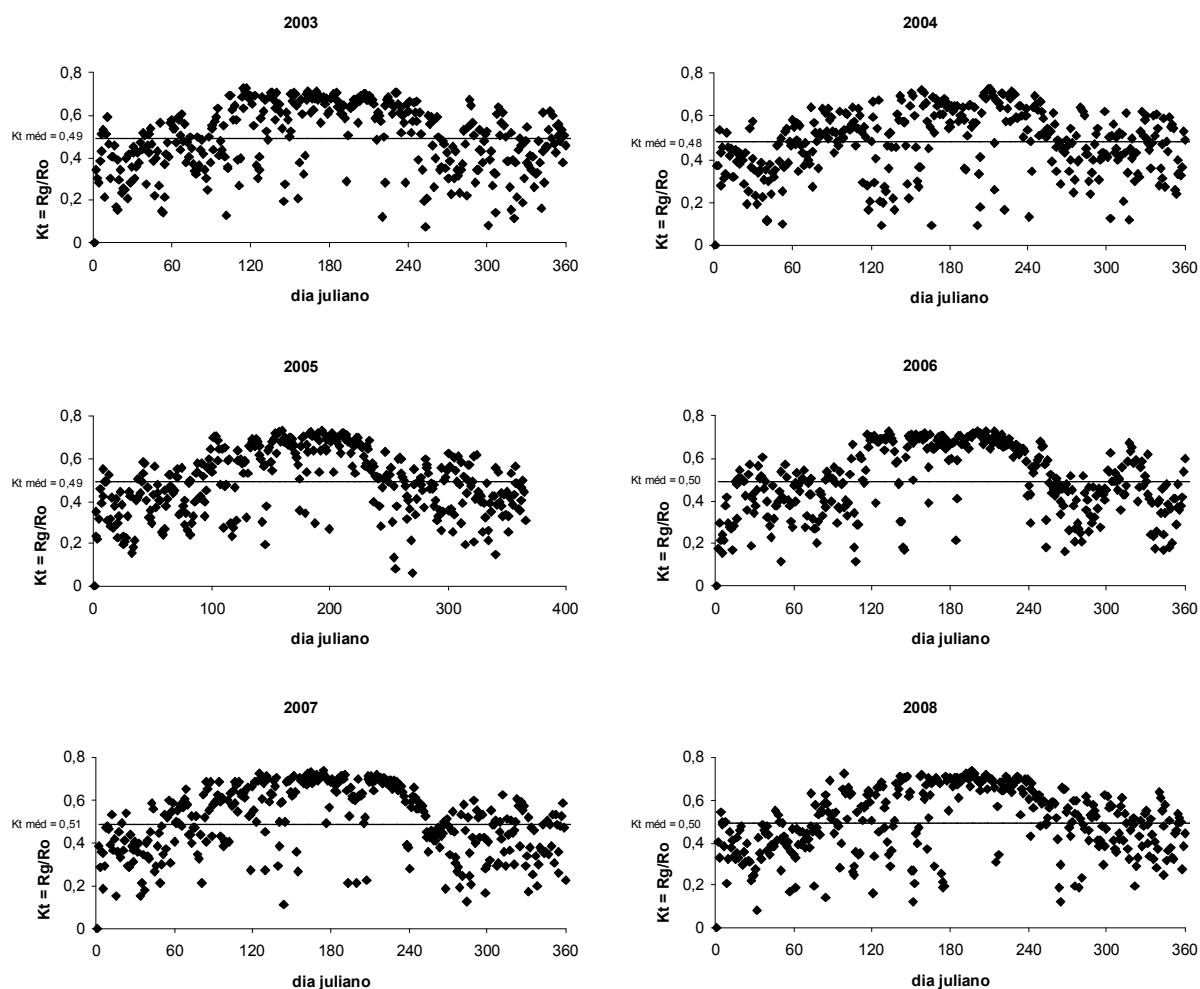 2003
0,8
0,6
Kt méd = 0,49
0,4
0,2
0
Kt = Rg/Ro
0 60 120 180 240 300 360
dia juliano
2004
0,8
0,6
Kt méd = 0,48
0,4
0,2
0
Kt = Rg/Ro
0 60 120 180 240 300 360
dia juliano
2005
0,8
0,6
Kt méd = 0,49
0,4
0,2
0
Kt = Rg/Ro
0 100 200 300 400
dia juliano
2006
0,8
0,6
Kt méd = 0,50
0,4
0,2
0
Kt = Rg/Ro
0 60 120 180 240 300 360
dia juliano
2007
0,8
0,6
Kt méd = 0,51
0,4
0,2
0
Kt = Rg/Ro
0 60 120 180 240 300 360
dia juliano
2008
0,8
0,6
Kt méd = 0,50
0,4
0,2
0
Kt = Rg/Ro
0 60 120 180 240 300 360
dia juliano